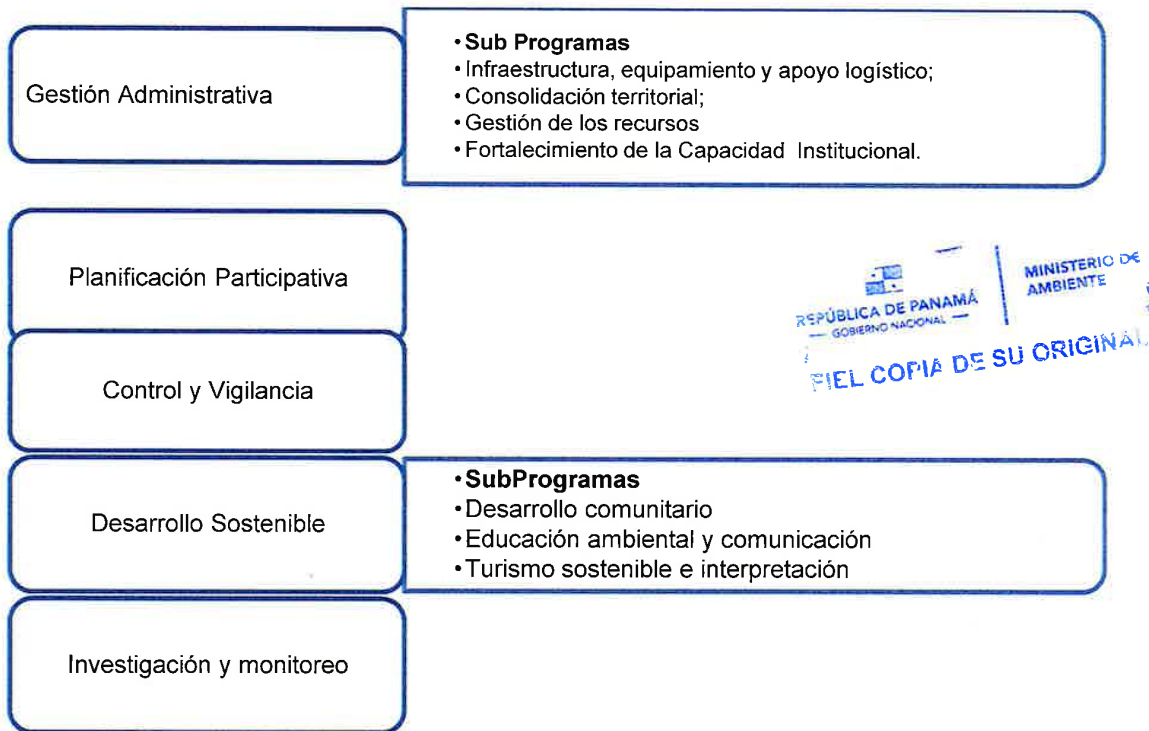 Gestión Administrativa
Sub Programas
Infraestructura, equipamiento y apoyo logístico;
Consolidación territorial;
Gestión de los recursos
Fortalecimiento de la Capacidad Institucional.
Planificación Participativa
REPÚBLICA DE PANAMÁ
— GOBIERNO NACIONAL —
MINISTERIO DE
AMBIENTE
FIEL COPIA DE SU ORIGINAL
Control y Vigilancia
Desarrollo Sostenible
SubProgramas
Desarrollo comunitario
Educación ambiental y comunicación
Turismo sostenible e interpretación
Investigación y monitoreo